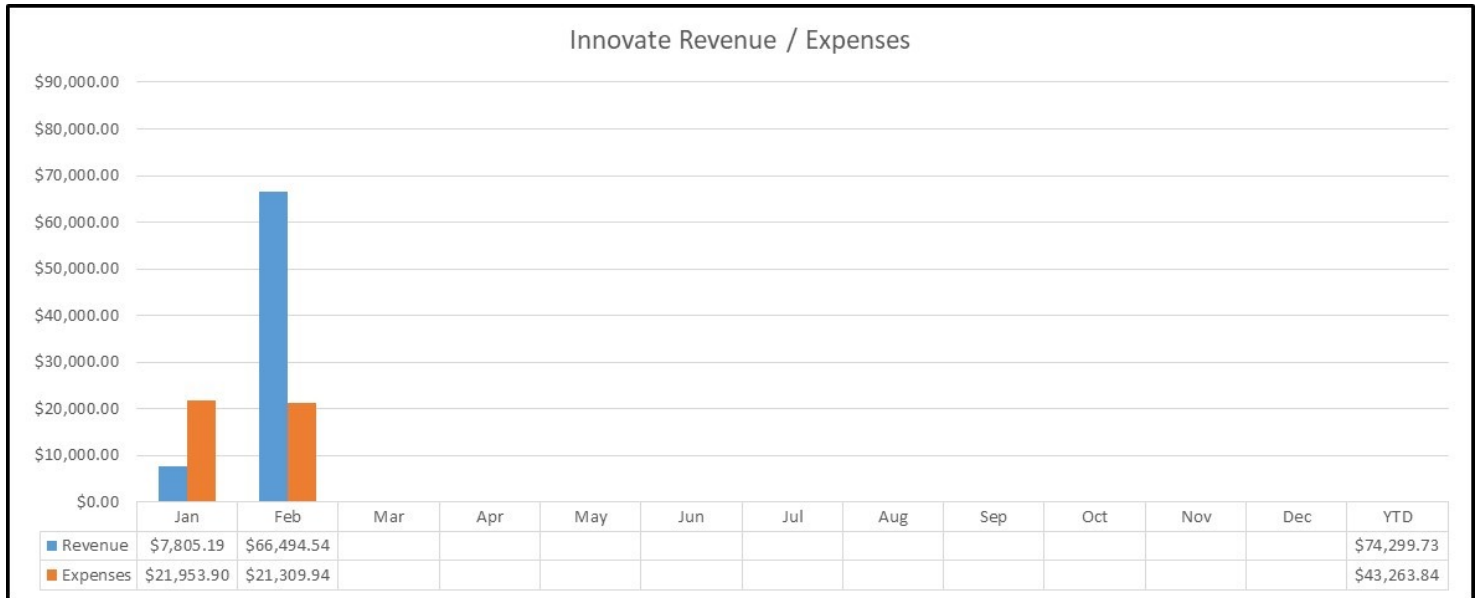 Innovate Revenue / Expenses
$90,000.00
$80,000.00
$70,000.00
$60,000.00
$50,000.00
$40,000.00
$30,000.00
$20,000.00
$10,000.00
$0.00
Jan Feb Mar Apr May Jun Jul Aug Sep Oct Nov Dec YTD
Revenue $7,805.19 $66,494.54 $74,299.73
Expenses $21,953.90 $21,309.94 $43,263.84